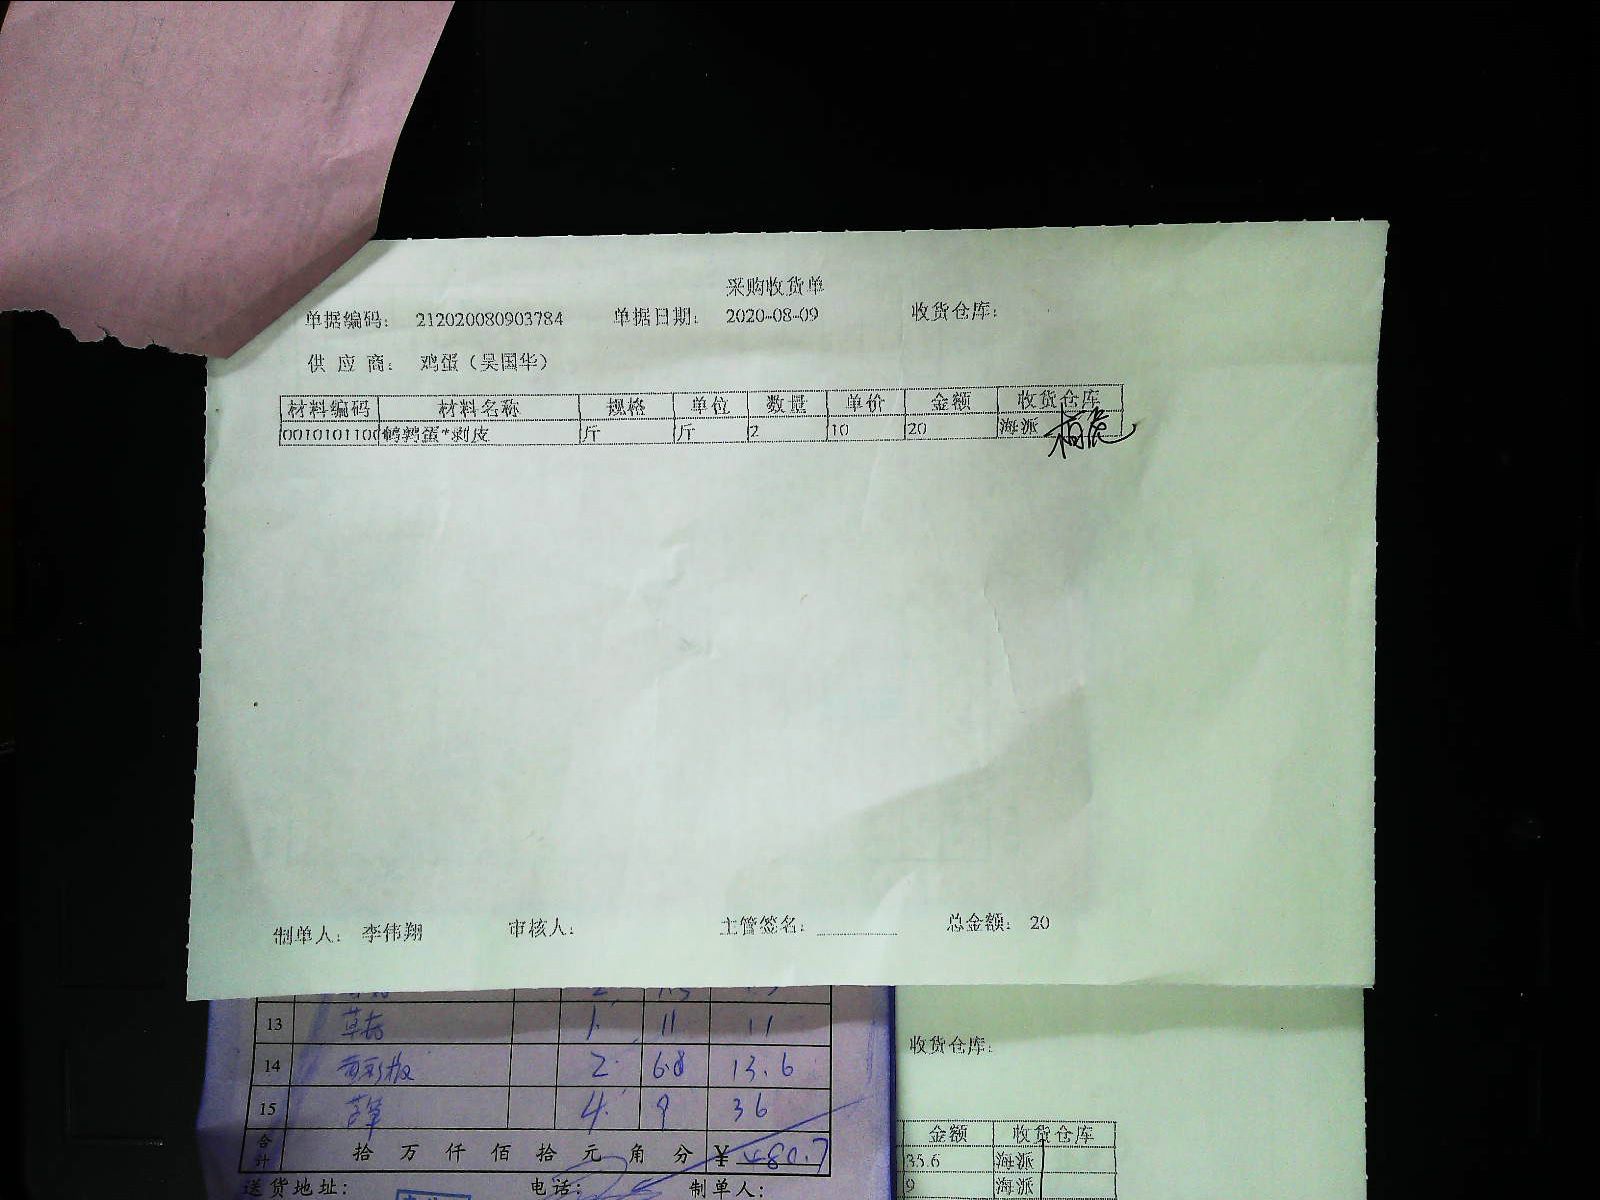 采购收货单
单据编码： 212020080903784 单据日期： 2020-08-09 收货仓库：
供 应 商： 鸡蛋（吴国华）
材料编码 材料名称 规格 单位 数量 单价 金额 收货仓库
0010101100 鹌鹑蛋*剥皮 斤 斤 2 10 20 海派
制单人： 李伟翔 审核人： 主管签名： 总金额： 20
13 1 11 11
14 2 6.8 13.6
15 4 9 36
合计 拾 万 仟 佰 拾 元 角 分 ￥
送货地址： 电话： 制单人：
收货仓库：
金额 收货仓库
35.6 海派
9 海派